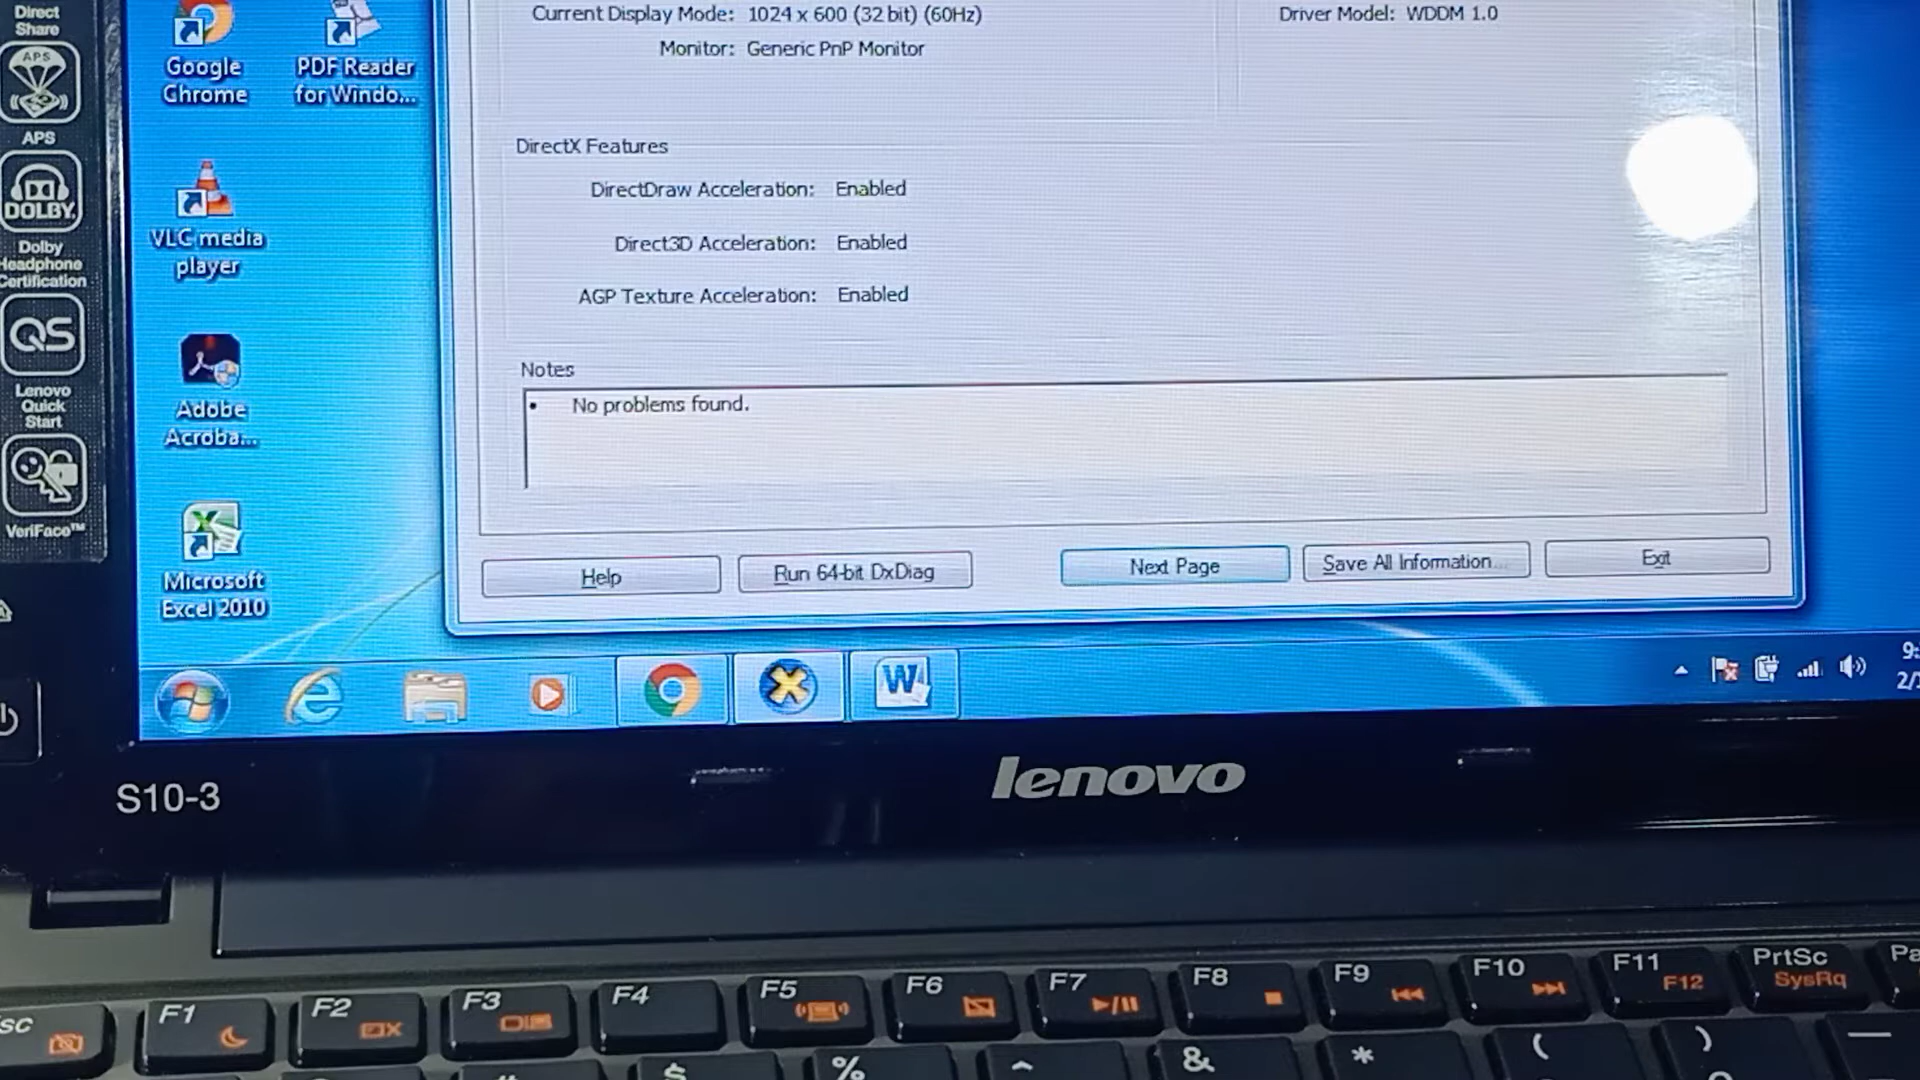 Direct
Share
APS
APS
DOLBY
Dolby
Headphone
Certification
QS
Lenovo
Quick
Start
VeriFace™
Google
Chrome
PDF Reader
for Windo...
VLC media
player
Adobe
Acroba...
Microsoft
Excel 2010
Current Display Mode: 1024 x 600 (32 bit) (60Hz)
Monitor: Generic PnP Monitor
Driver Model: WDDM 1.0
DirectX Features
DirectDraw Acceleration: Enabled
Direct3D Acceleration: Enabled
AGP Texture Acceleration: Enabled
Notes
• No problems found.
Help
Run 64-bit DxDiag
Next Page
Save All Information...
Exit
W
S10-3
lenovo
F1
F2
F3
F4
F5
F6
F7
F8
F9
F10
F11
F12
PrtSc
SysRq
$
%
^
&
*
(
)